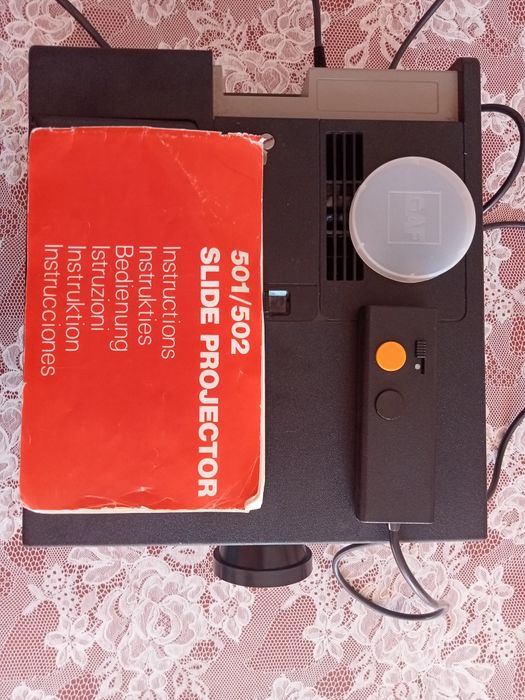 501/502
SLIDE PROJECTOR
Instructions
Instrukties
Bedienung
Istruzioni
Instruktion
Instrucciones
GAF